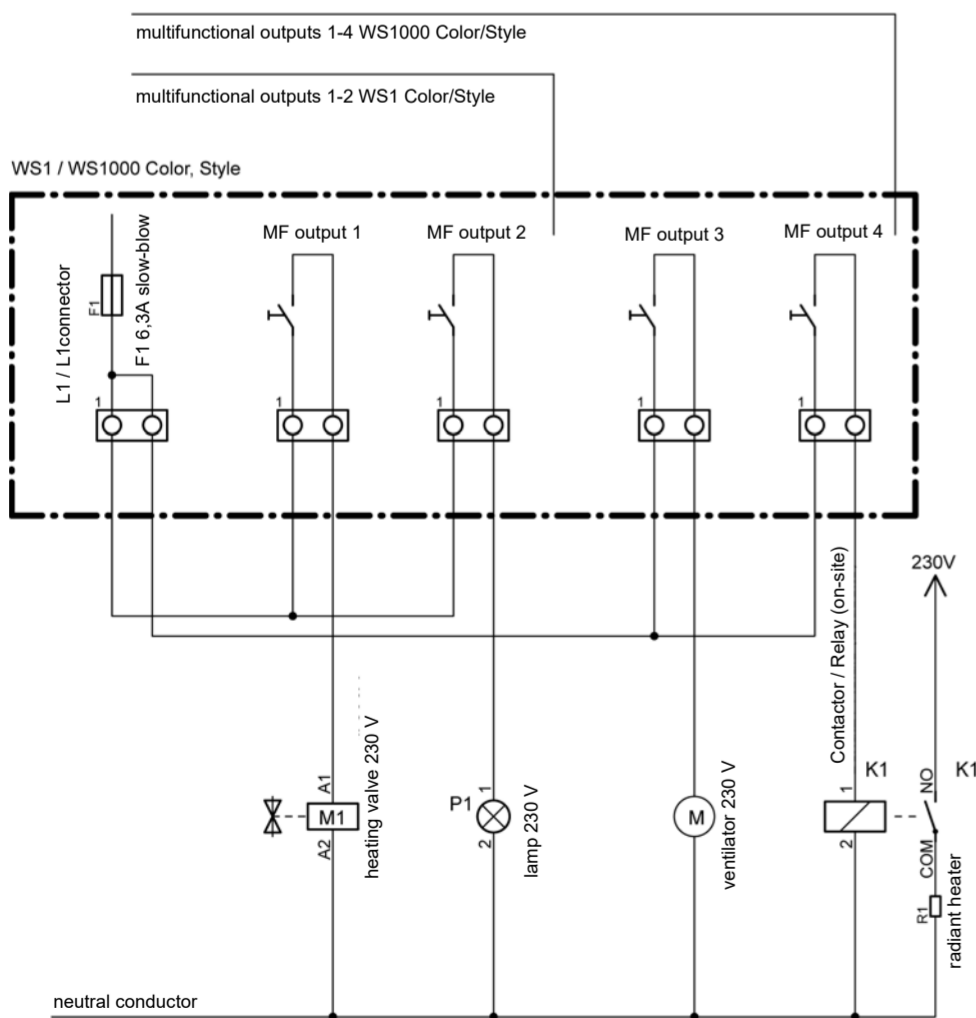 multifunctional outputs 1-4 WS1000 Color/Style
multifunctional outputs 1-2 WS1 Color/Style
WS1 / WS1000 Color, Style
L1 / L1connector
F1
F1 6,3A slow-blow
MF output 1
MF output 2
MF output 3
MF output 4
1
1
1
1
1
Contactor / Relay (on-site)
230V
A1
M1
A2
heating valve 230 V
P1
1
2
lamp 230 V
M
ventilator 230 V
K1
1
2
NO
K1
COM
R1
radiant heater
neutral conductor